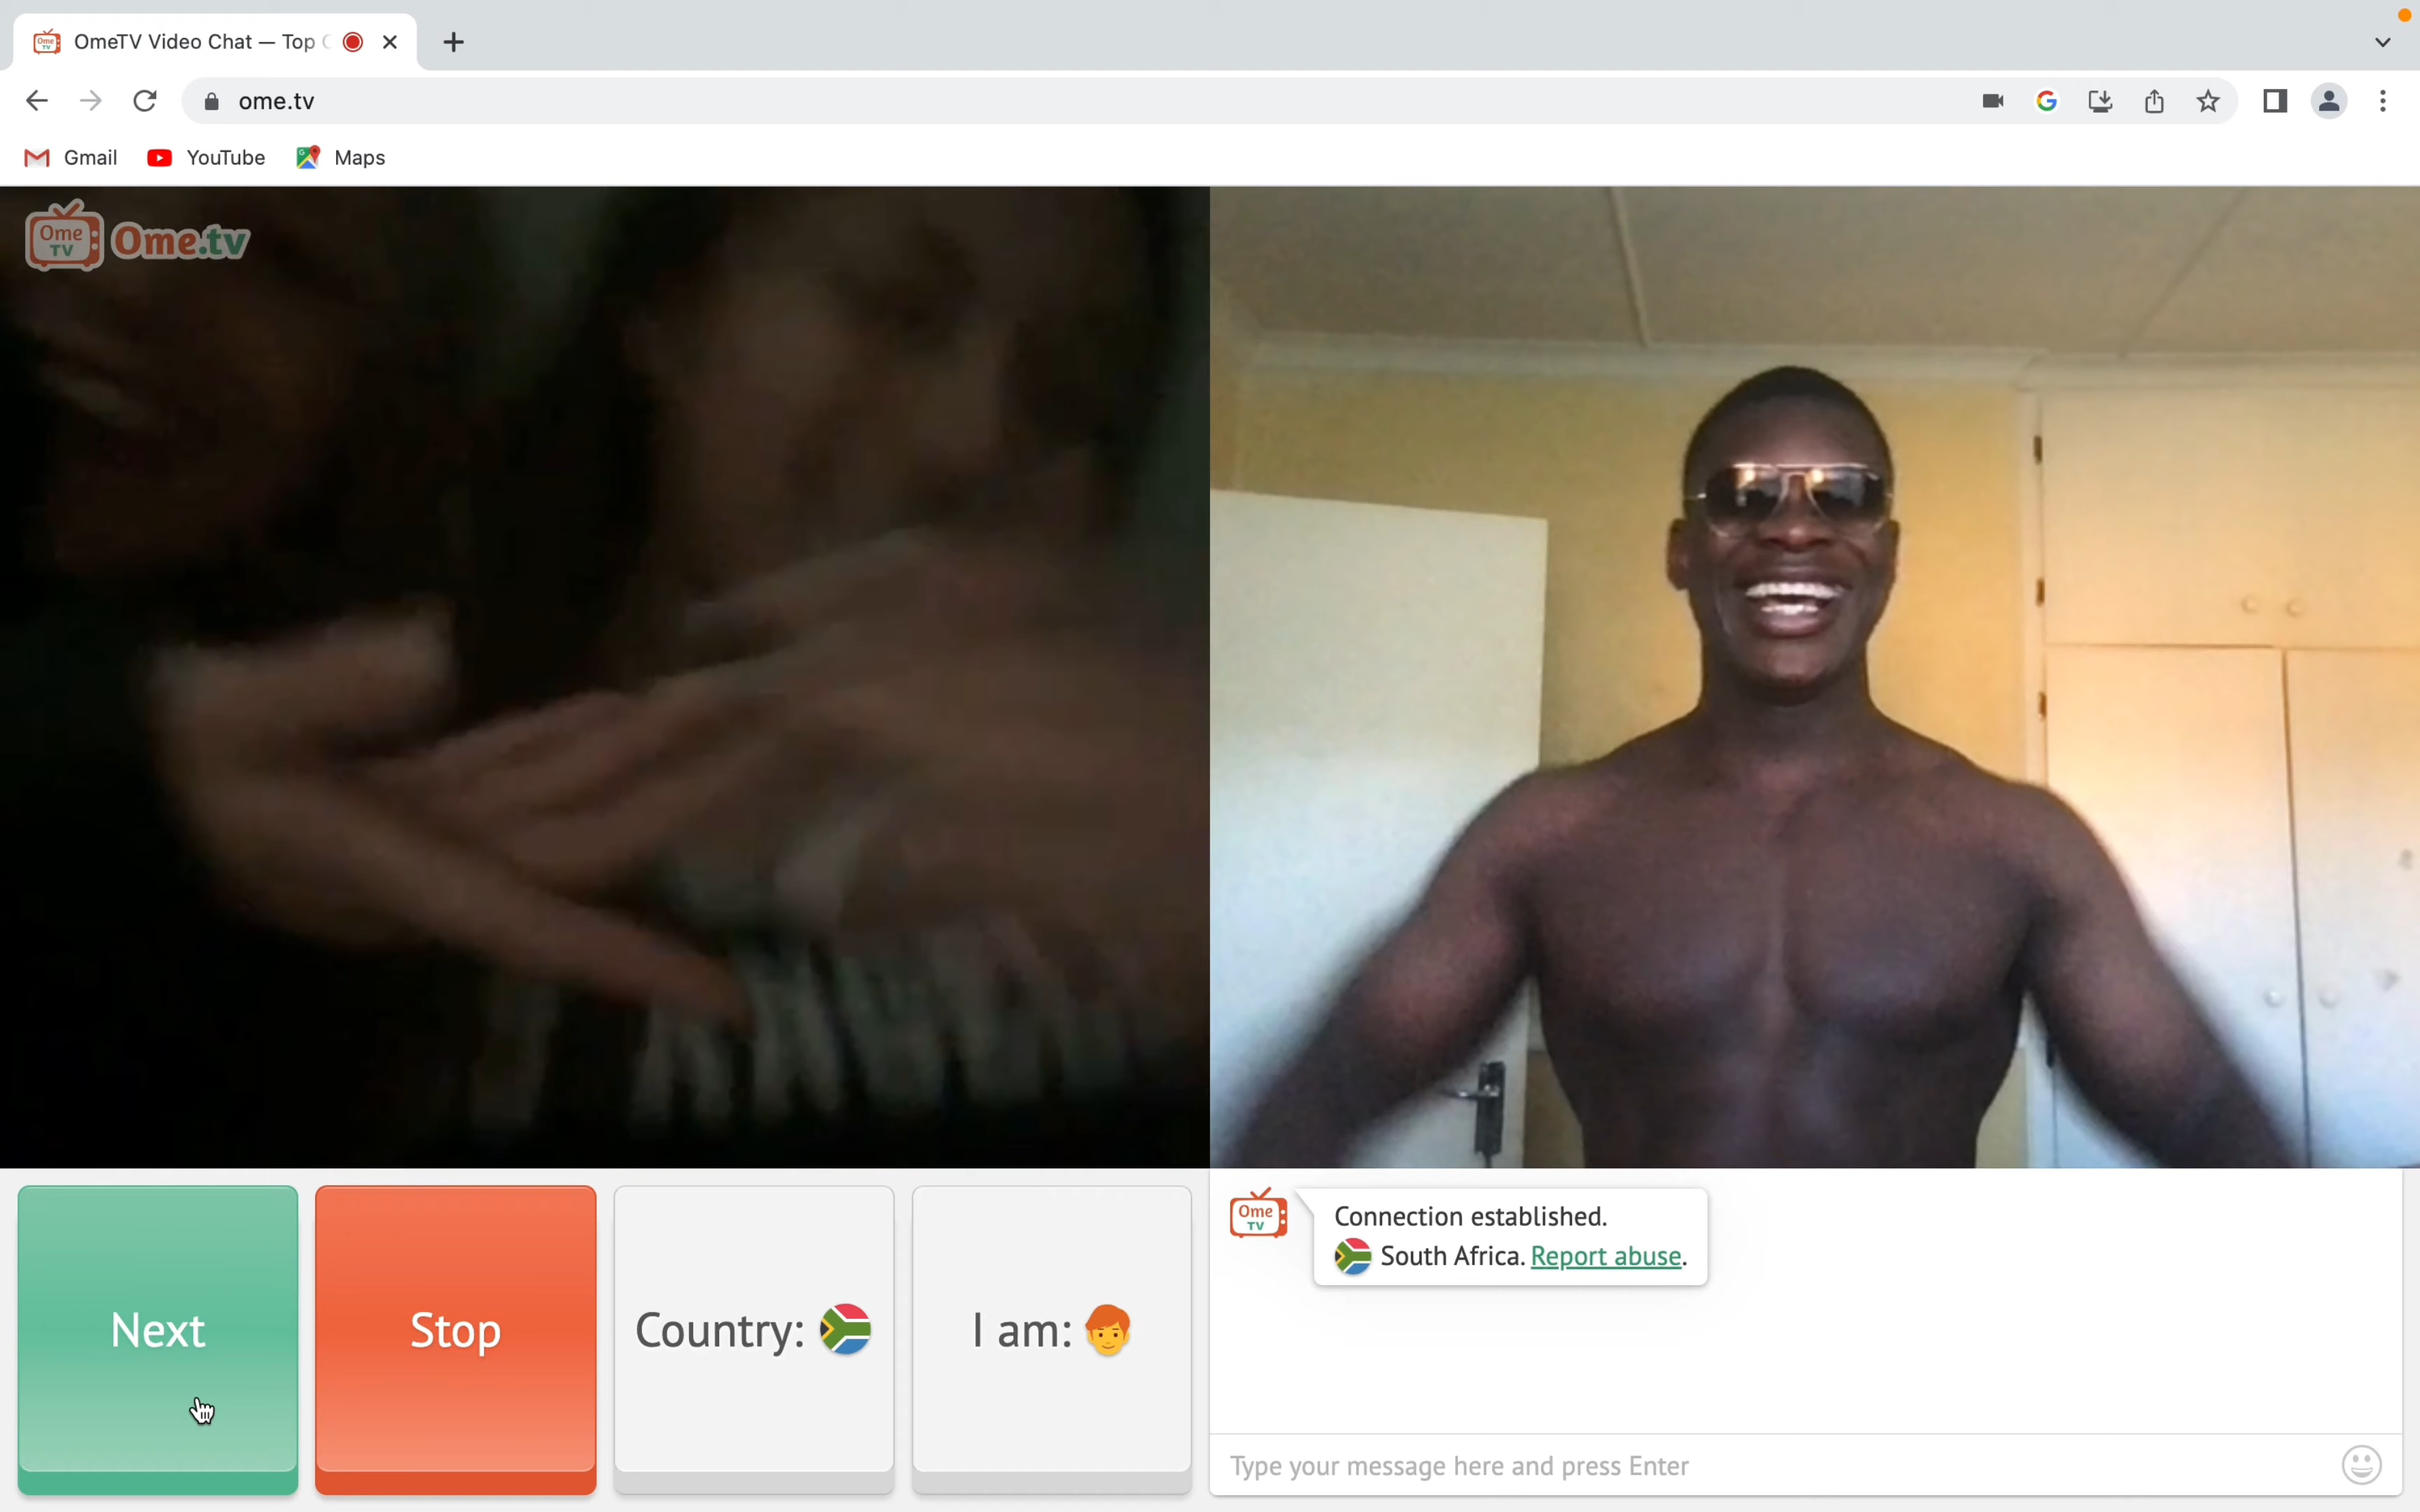 OmeTV Video Chat — Top
ome.tv
Gmail
YouTube
Maps
Ome
TV
Ome.tv
Next
Stop
Country:
I am:
Ome
TV
Connection established.
South Africa. Report abuse.
Type your message here and press Enter